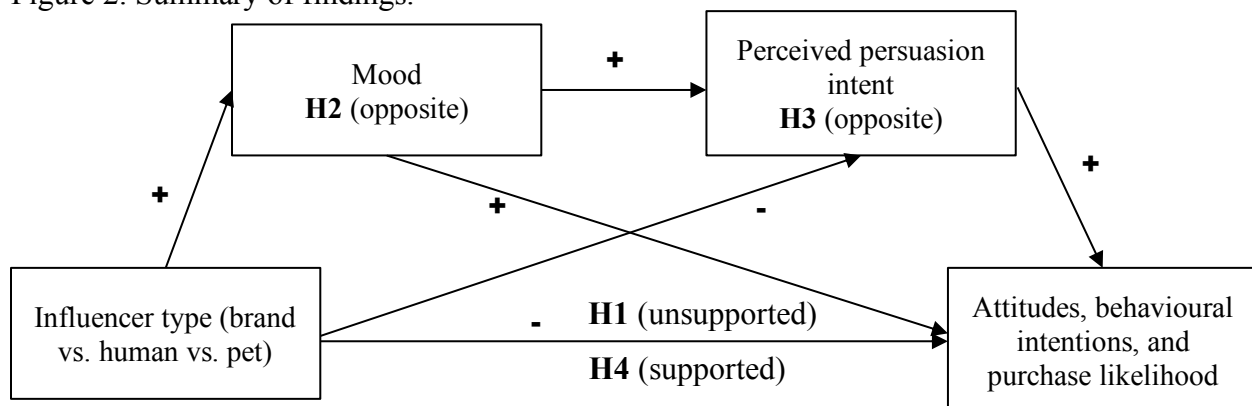 Figure 2. Summary of findings.
Mood
H2 (opposite)
+
Perceived persuasion
intent
H3 (opposite)
+
+
+
-
Influencer type (brand
vs. human vs. pet)
-
H1 (unsupported)
H4 (supported)
Attitudes, behavioural
intentions, and
purchase likelihood